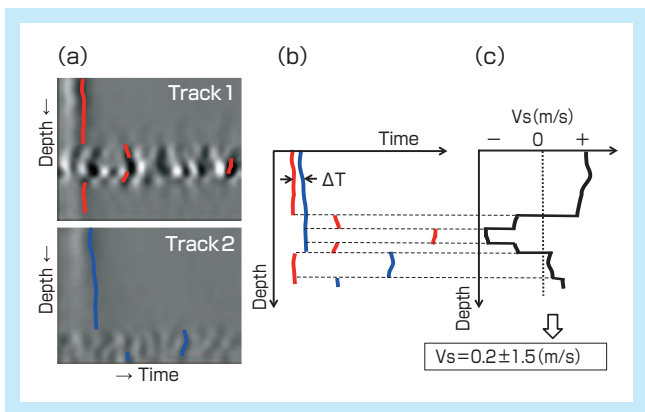 (a)
(b)
(c)
Track 1
Depth ←
Track 2
Depth ←
→ Time
Time
ΔT
Depth
Vs(m/s)
− 0 +
Depth
Vs=0.2±1.5(m/s)